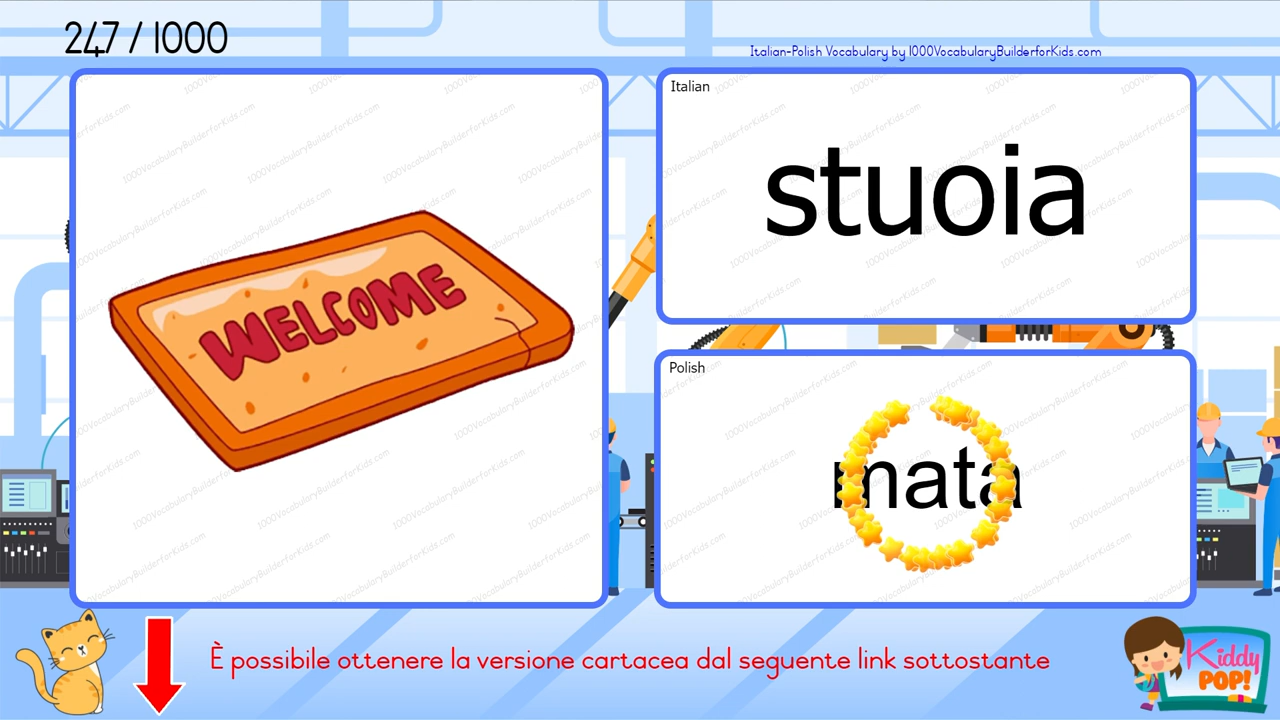 247 / 1000
Italian-Polish Vocabulary by 1000VocabularyBuilderforKids.com
Italian
stuoia
WELCOME
Polish
mata
È possibile ottenere la versione cartacea dal seguente link sottostante
Kiddy
POP!